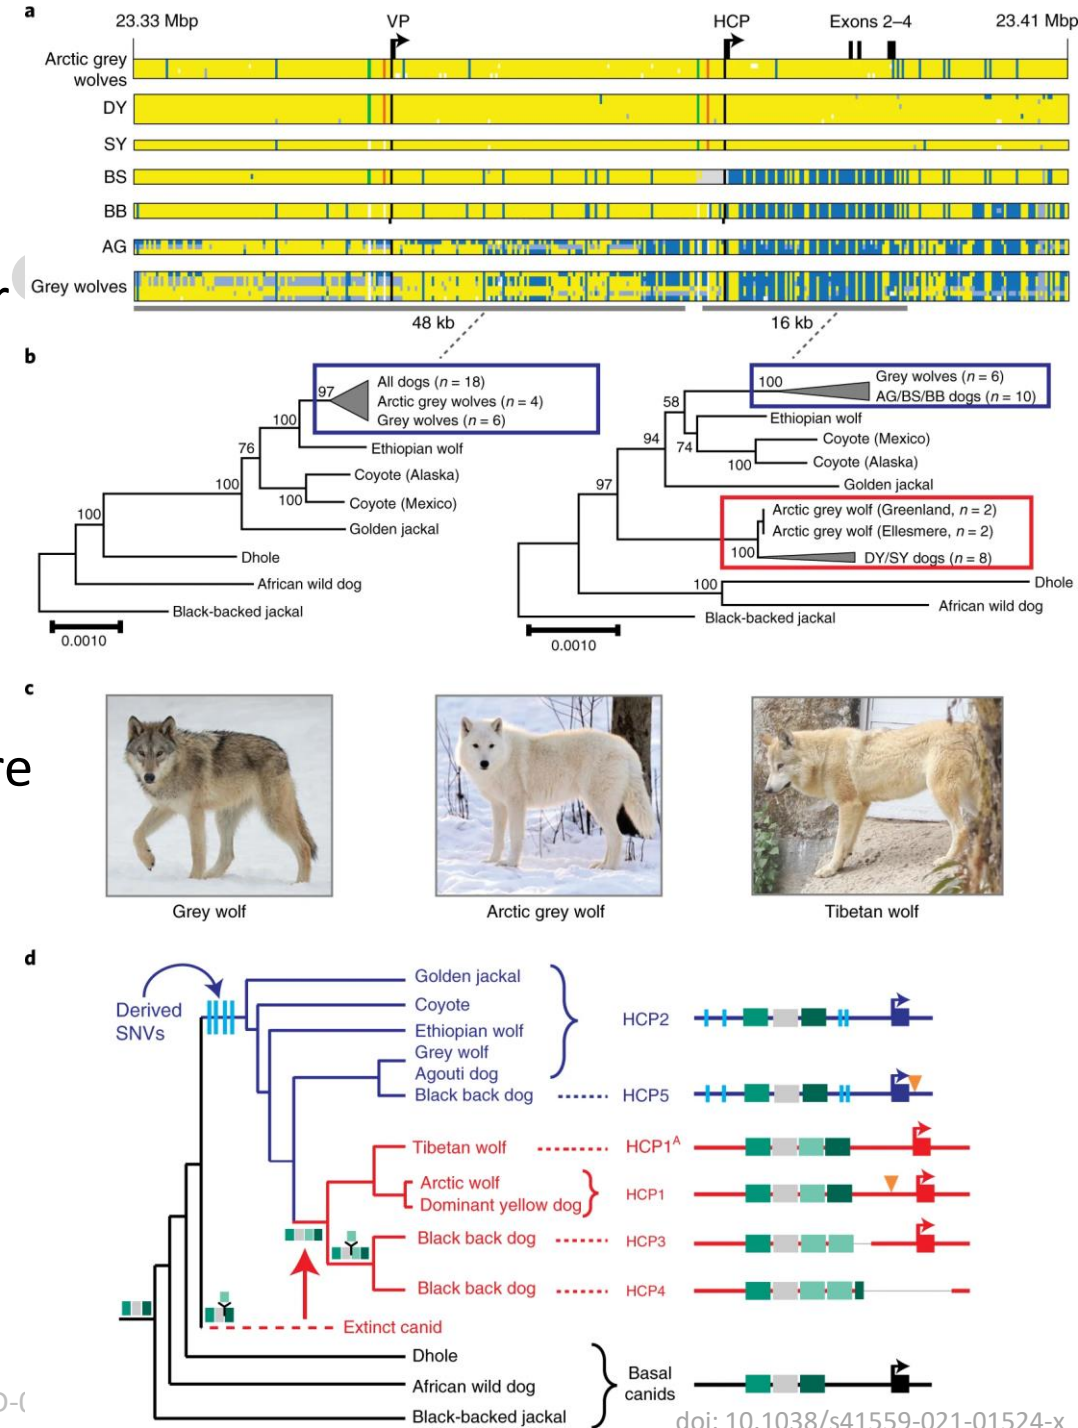 a
23.33 Mbp VP HCP Exons 2–4 23.41 Mbp
Arctic grey
wolves
DY
SY
BS
BB
AG
Grey wolves
48 kb 16 kb
b
97
All dogs (n = 18)
Arctic grey wolves (n = 4)
Grey wolves (n = 6)
100
Ethiopian wolf
76
Coyote (Alaska)
100
100
Coyote (Mexico)
Golden jackal
100
Dhole
African wild dog
Black-backed jackal
0.0010
100
Grey wolves (n = 6)
AG/BS/BB dogs (n = 10)
58
Ethiopian wolf
94
74
Coyote (Mexico)
100
Coyote (Alaska)
97
Golden jackal
Arctic grey wolf (Greenland, n = 2)
Arctic grey wolf (Ellesmere, n = 2)
100
DY/SY dogs (n = 8)
100
Dhole
African wild dog
Black-backed jackal
0.0010
c
re
Grey wolf Arctic grey wolf Tibetan wolf
d
Derived
SNVs
Golden jackal
Coyote
Ethiopian wolf
Grey wolf
Agouti dog
HCP2
Black back dog HCP5
Tibetan wolf HCP1A
Arctic wolf
Dominant yellow dog
HCP1
Black back dog HCP3
Black back dog HCP4
Extinct canid
Dhole
African wild dog
Black-backed jackal
Basal
canids
doi: 10.1038/s41559-021-01524-x